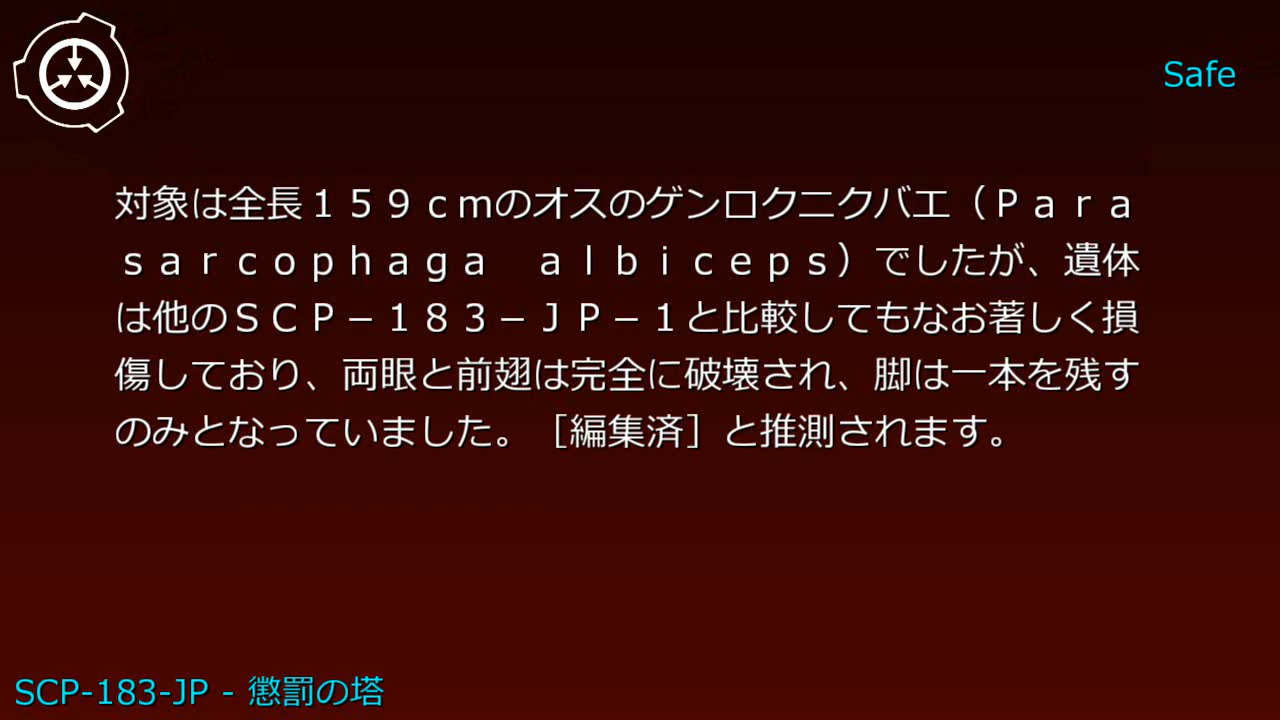 Safe
対象は全長１５９ｃｍのオスのゲンロクニクバエ（Ｐａｒａ
ｓａｒｃｏｐｈａｇａ　ａｌｂｉｃｅｐｓ）でしたが、遺体
は他のＳＣＰ－１８３－ＪＰ－１と比較してもなお著しく損
傷しており、両眼と前翅は完全に破壊され、脚は一本を残す
のみとなっていました。［編集済］と推測されます。
SCP-183-JP - 懲罰の塔